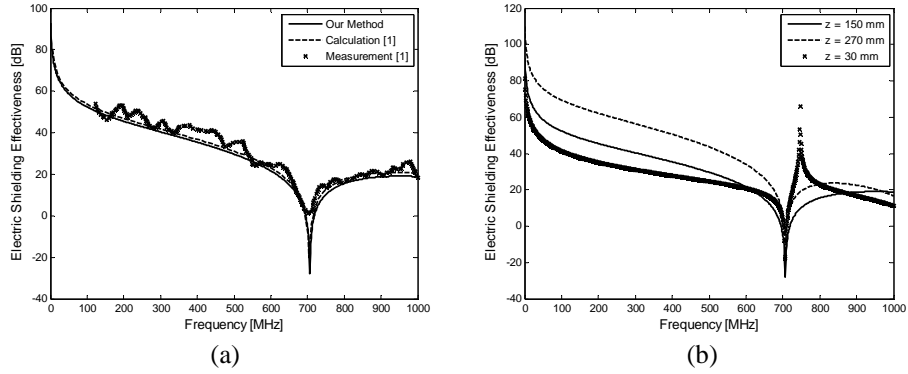 100
80
60
40
20
0
-20
-40
0 100 200 300 400 500 600 700 800 900 1000
Frequency [MHz]
Electric Shielding Effectiveness [dB]
Our Method
Calculation [1]
Measurement [1]
(a)
120
100
80
60
40
20
0
-20
-40
0 100 200 300 400 500 600 700 800 900 1000
Frequency [MHz]
Electric Shielding Effectiveness [dB]
z = 150 mm
z = 270 mm
z = 30 mm
(b)